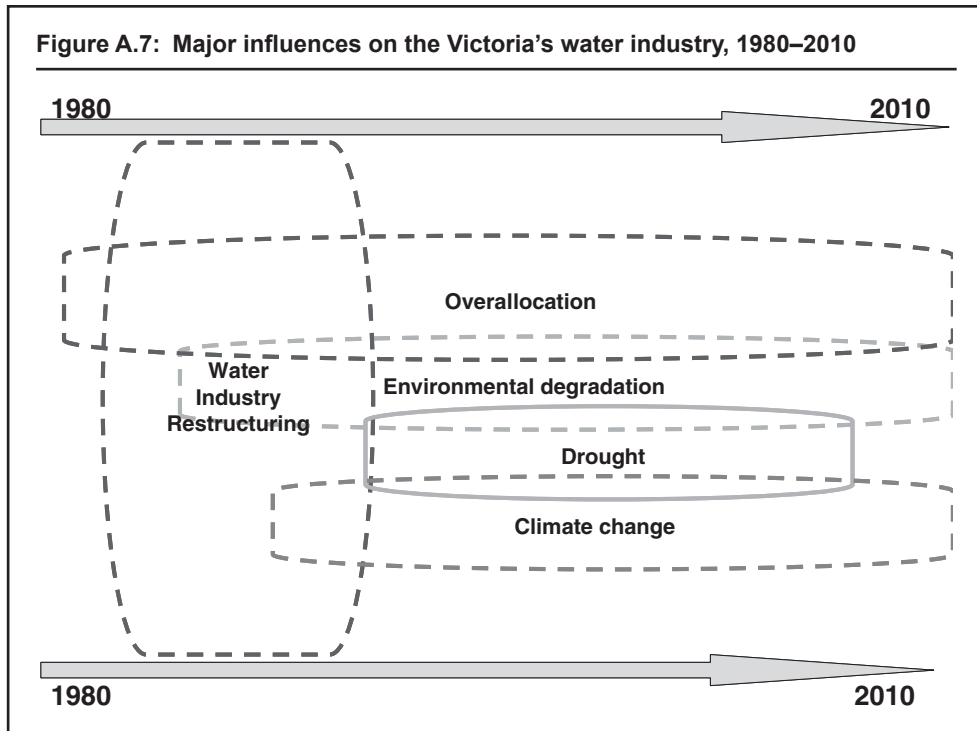 Figure A.7: Major influences on the Victoria's water industry, 1980–2010
1980 2010
Overallocation
Water
Industry
Restructuring
Environmental degradation
Drought
Climate change
1980 2010